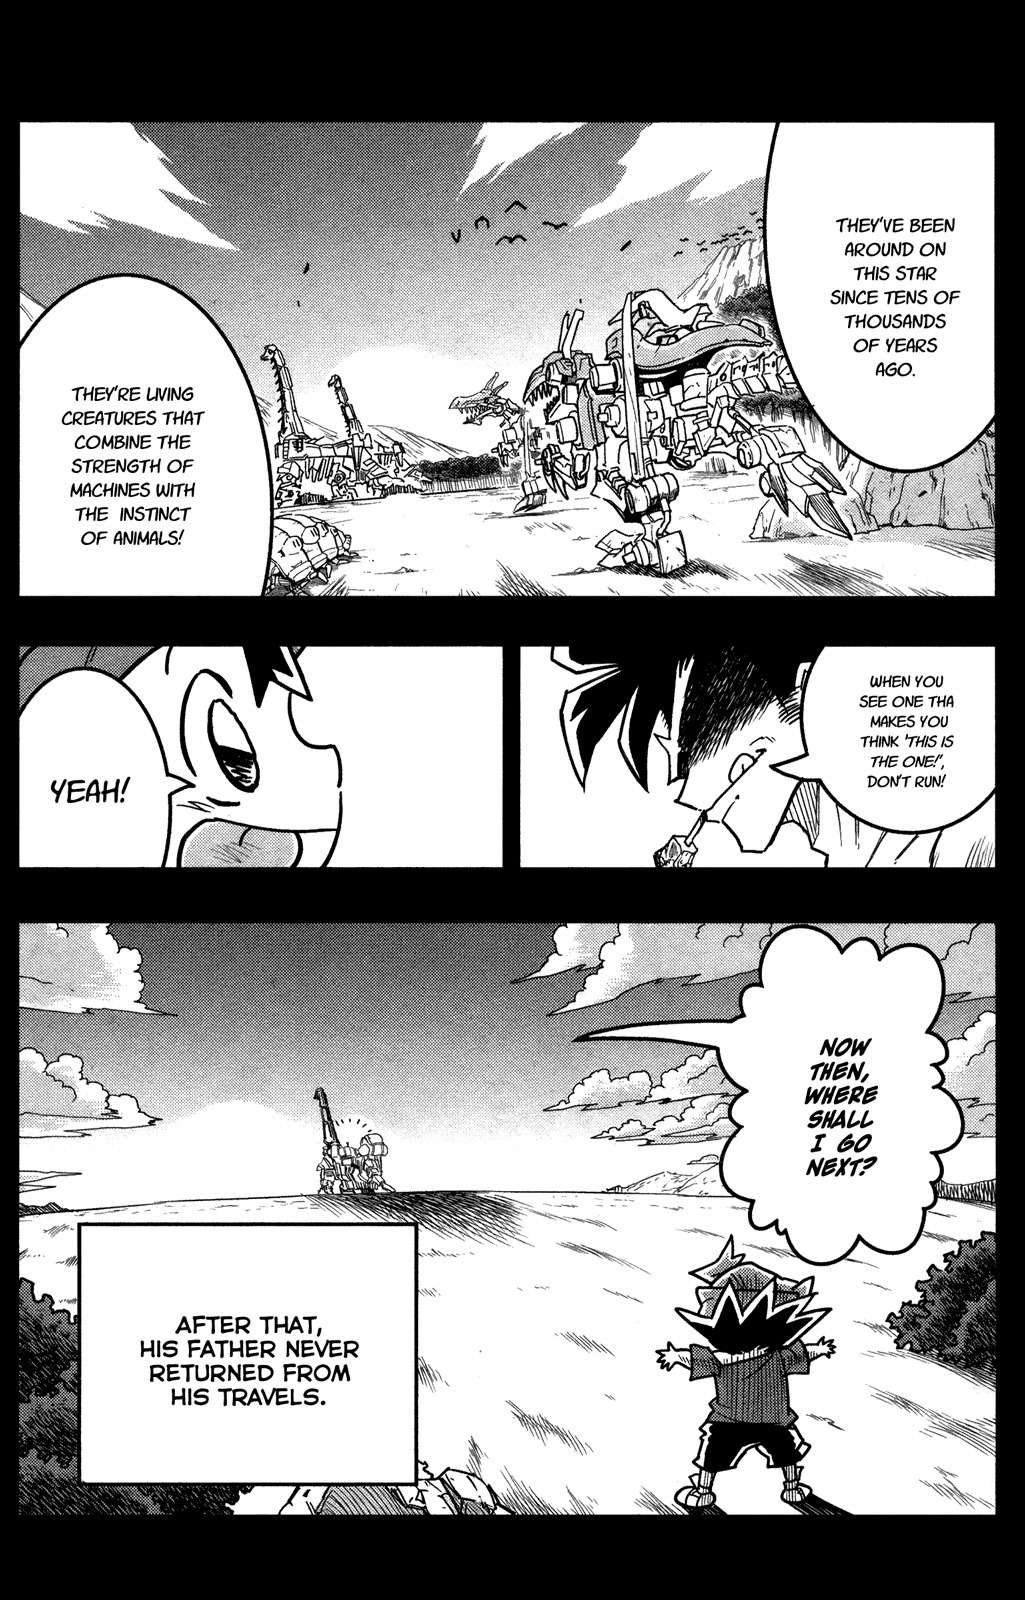 THEY'VE BEEN
AROUND ON
THIS STAR
SINCE TENS OF
THOUSANDS
OF YEARS
AGO.
THEY'RE LIVING
CREATURES THAT
COMBINE THE
STRENGTH OF
MACHINES WITH
THE INSTINCT
OF ANIMALS!
WHEN YOU
SEE ONE THA
MAKES YOU
THINK 'THIS IS
THE ONE!',
DON'T RUN!
YEAH!
NOW
THEN,
WHERE
SHALL
I GO
NEXT?
AFTER THAT,
HIS FATHER NEVER
RETURNED FROM
HIS TRAVELS.